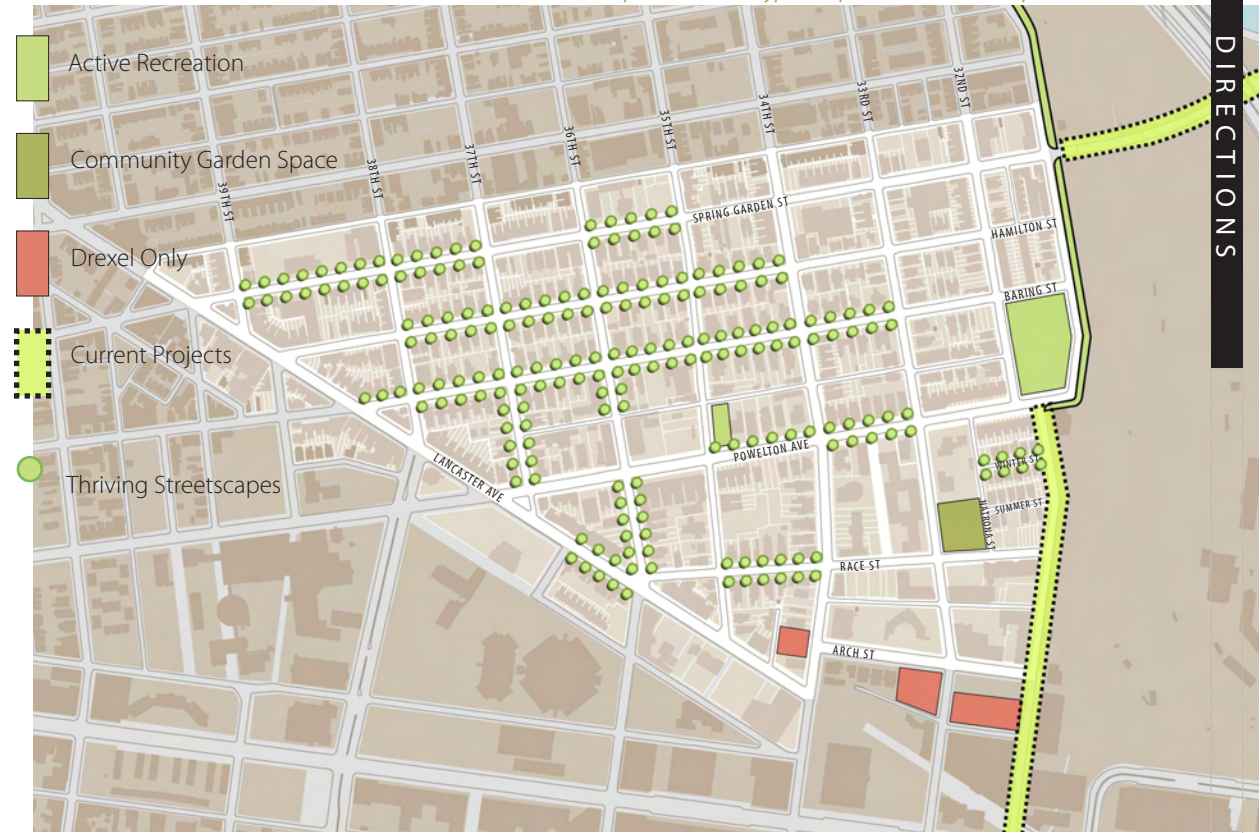 DIRECTIONS
Active Recreation
Community Garden Space
Drexel Only
Current Projects
Thriving Streetscapes
39TH ST
38TH ST
37TH ST
36TH ST
35TH ST
34TH ST
33RD ST
32ND ST
SPRING GARDEN ST
HAMILTON ST
BARING ST
POWELTON AVE
LANCASTER AVE
WINTER ST
SUMMER ST
NATRONA ST
RACE ST
ARCH ST